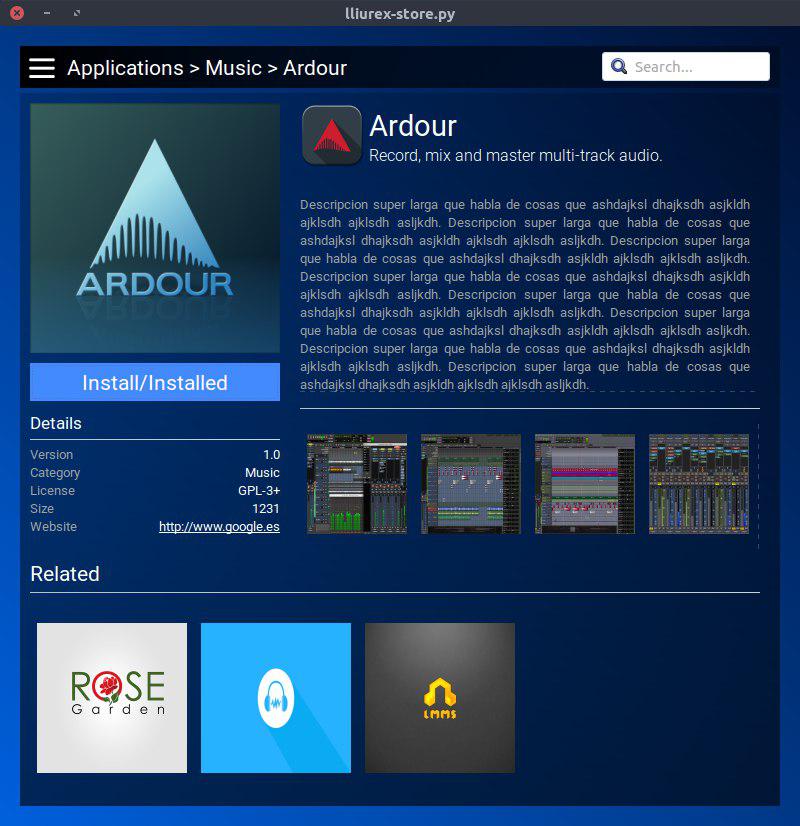 lliurex-store.py
Applications > Music > Ardour
Search...
ARDOUR
Ardour
Record, mix and master multi-track audio.
Descripcion super larga que habla de cosas que ashdajksl dhajksdh asjkldh
ajklsdh ajklsdh asljkdh. Descripcion super larga que habla de cosas que
ashdajksl dhajksdh asjkldh ajklsdh ajklsdh asljkdh. Descripcion super larga
que habla de cosas que ashdajksl dhajksdh asjkldh ajklsdh ajklsdh asljkdh.
Descripcion super larga que habla de cosas que ashdajksl dhajksdh asjkldh
ajklsdh ajklsdh asljkdh. Descripcion super larga que habla de cosas que
ashdajksl dhajksdh asjkldh ajklsdh ajklsdh asljkdh. Descripcion super larga
que habla de cosas que ashdajksl dhajksdh asjkldh ajklsdh ajklsdh asljkdh.
Descripcion super larga que habla de cosas que ashdajksl dhajksdh asjkldh
ajklsdh ajklsdh asljkdh. Descripcion super larga que habla de cosas que
ashdajksl dhajksdh asjkldh ajklsdh ajklsdh asljkdh.
Install/Installed
Details
Version 1.0
Category Music
License GPL-3+
Size 1231
Website http://www.google.es
Related
ROSE
Garden
LMMS